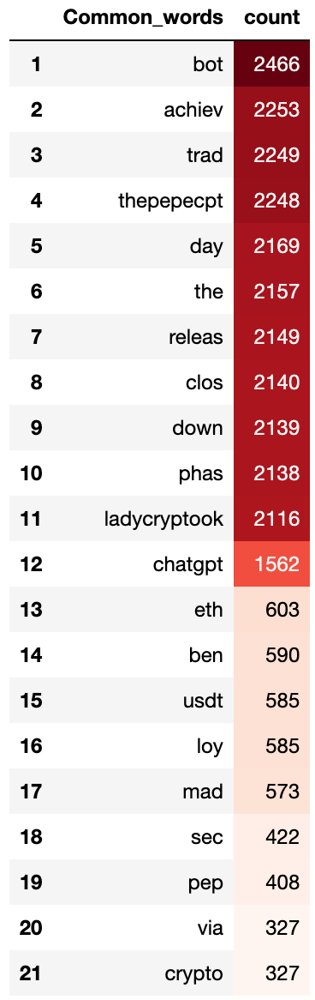 Common_words count
1 bot 2466
2 achiev 2253
3 trad 2249
4 thepepecpt 2248
5 day 2169
6 the 2157
7 releas 2149
8 clos 2140
9 down 2139
10 phas 2138
11 ladycryptook 2116
12 chatgpt 1562
13 eth 603
14 ben 590
15 usdt 585
16 loy 585
17 mad 573
18 sec 422
19 pep 408
20 via 327
21 crypto 327